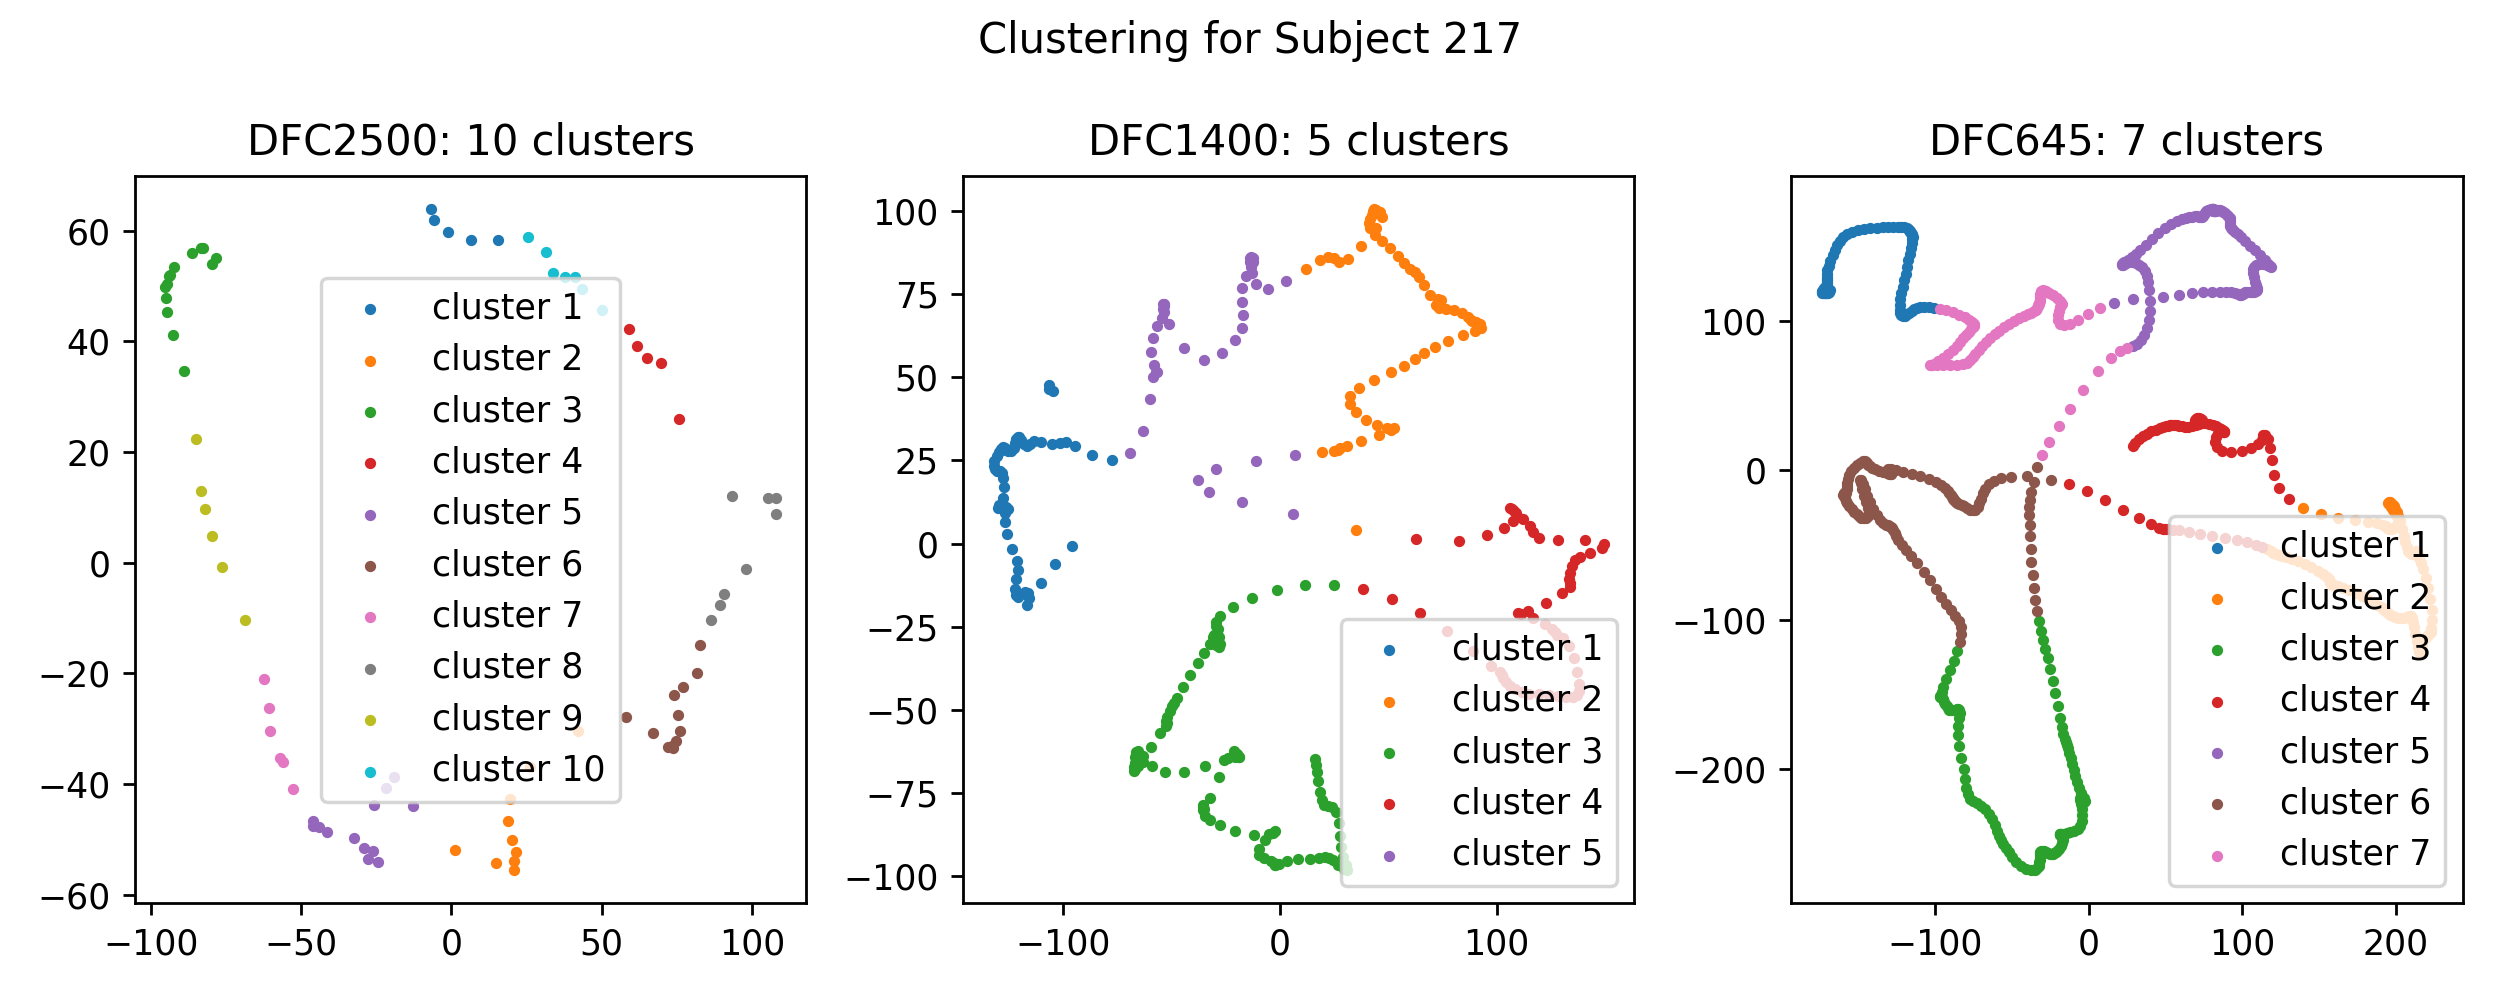 Clustering for Subject 217
DFC2500: 10 clusters
60
40
20
0
−20
−40
−60
−100
−50
0
50
100
cluster 1
cluster 2
cluster 3
cluster 4
cluster 5
cluster 6
cluster 7
cluster 8
cluster 9
cluster 10
DFC1400: 5 clusters
100
75
50
25
0
−25
−50
−75
−100
−100
0
100
cluster 1
cluster 2
cluster 3
cluster 4
cluster 5
DFC645: 7 clusters
100
0
−100
−200
−100
0
100
200
cluster 1
cluster 2
cluster 3
cluster 4
cluster 5
cluster 6
cluster 7